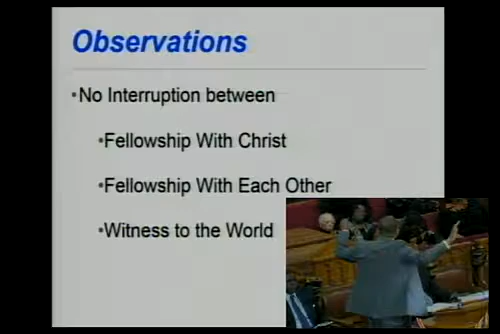 Observations
•No Interruption between
•Fellowship With Christ
•Fellowship With Each Other
•Witness to the World